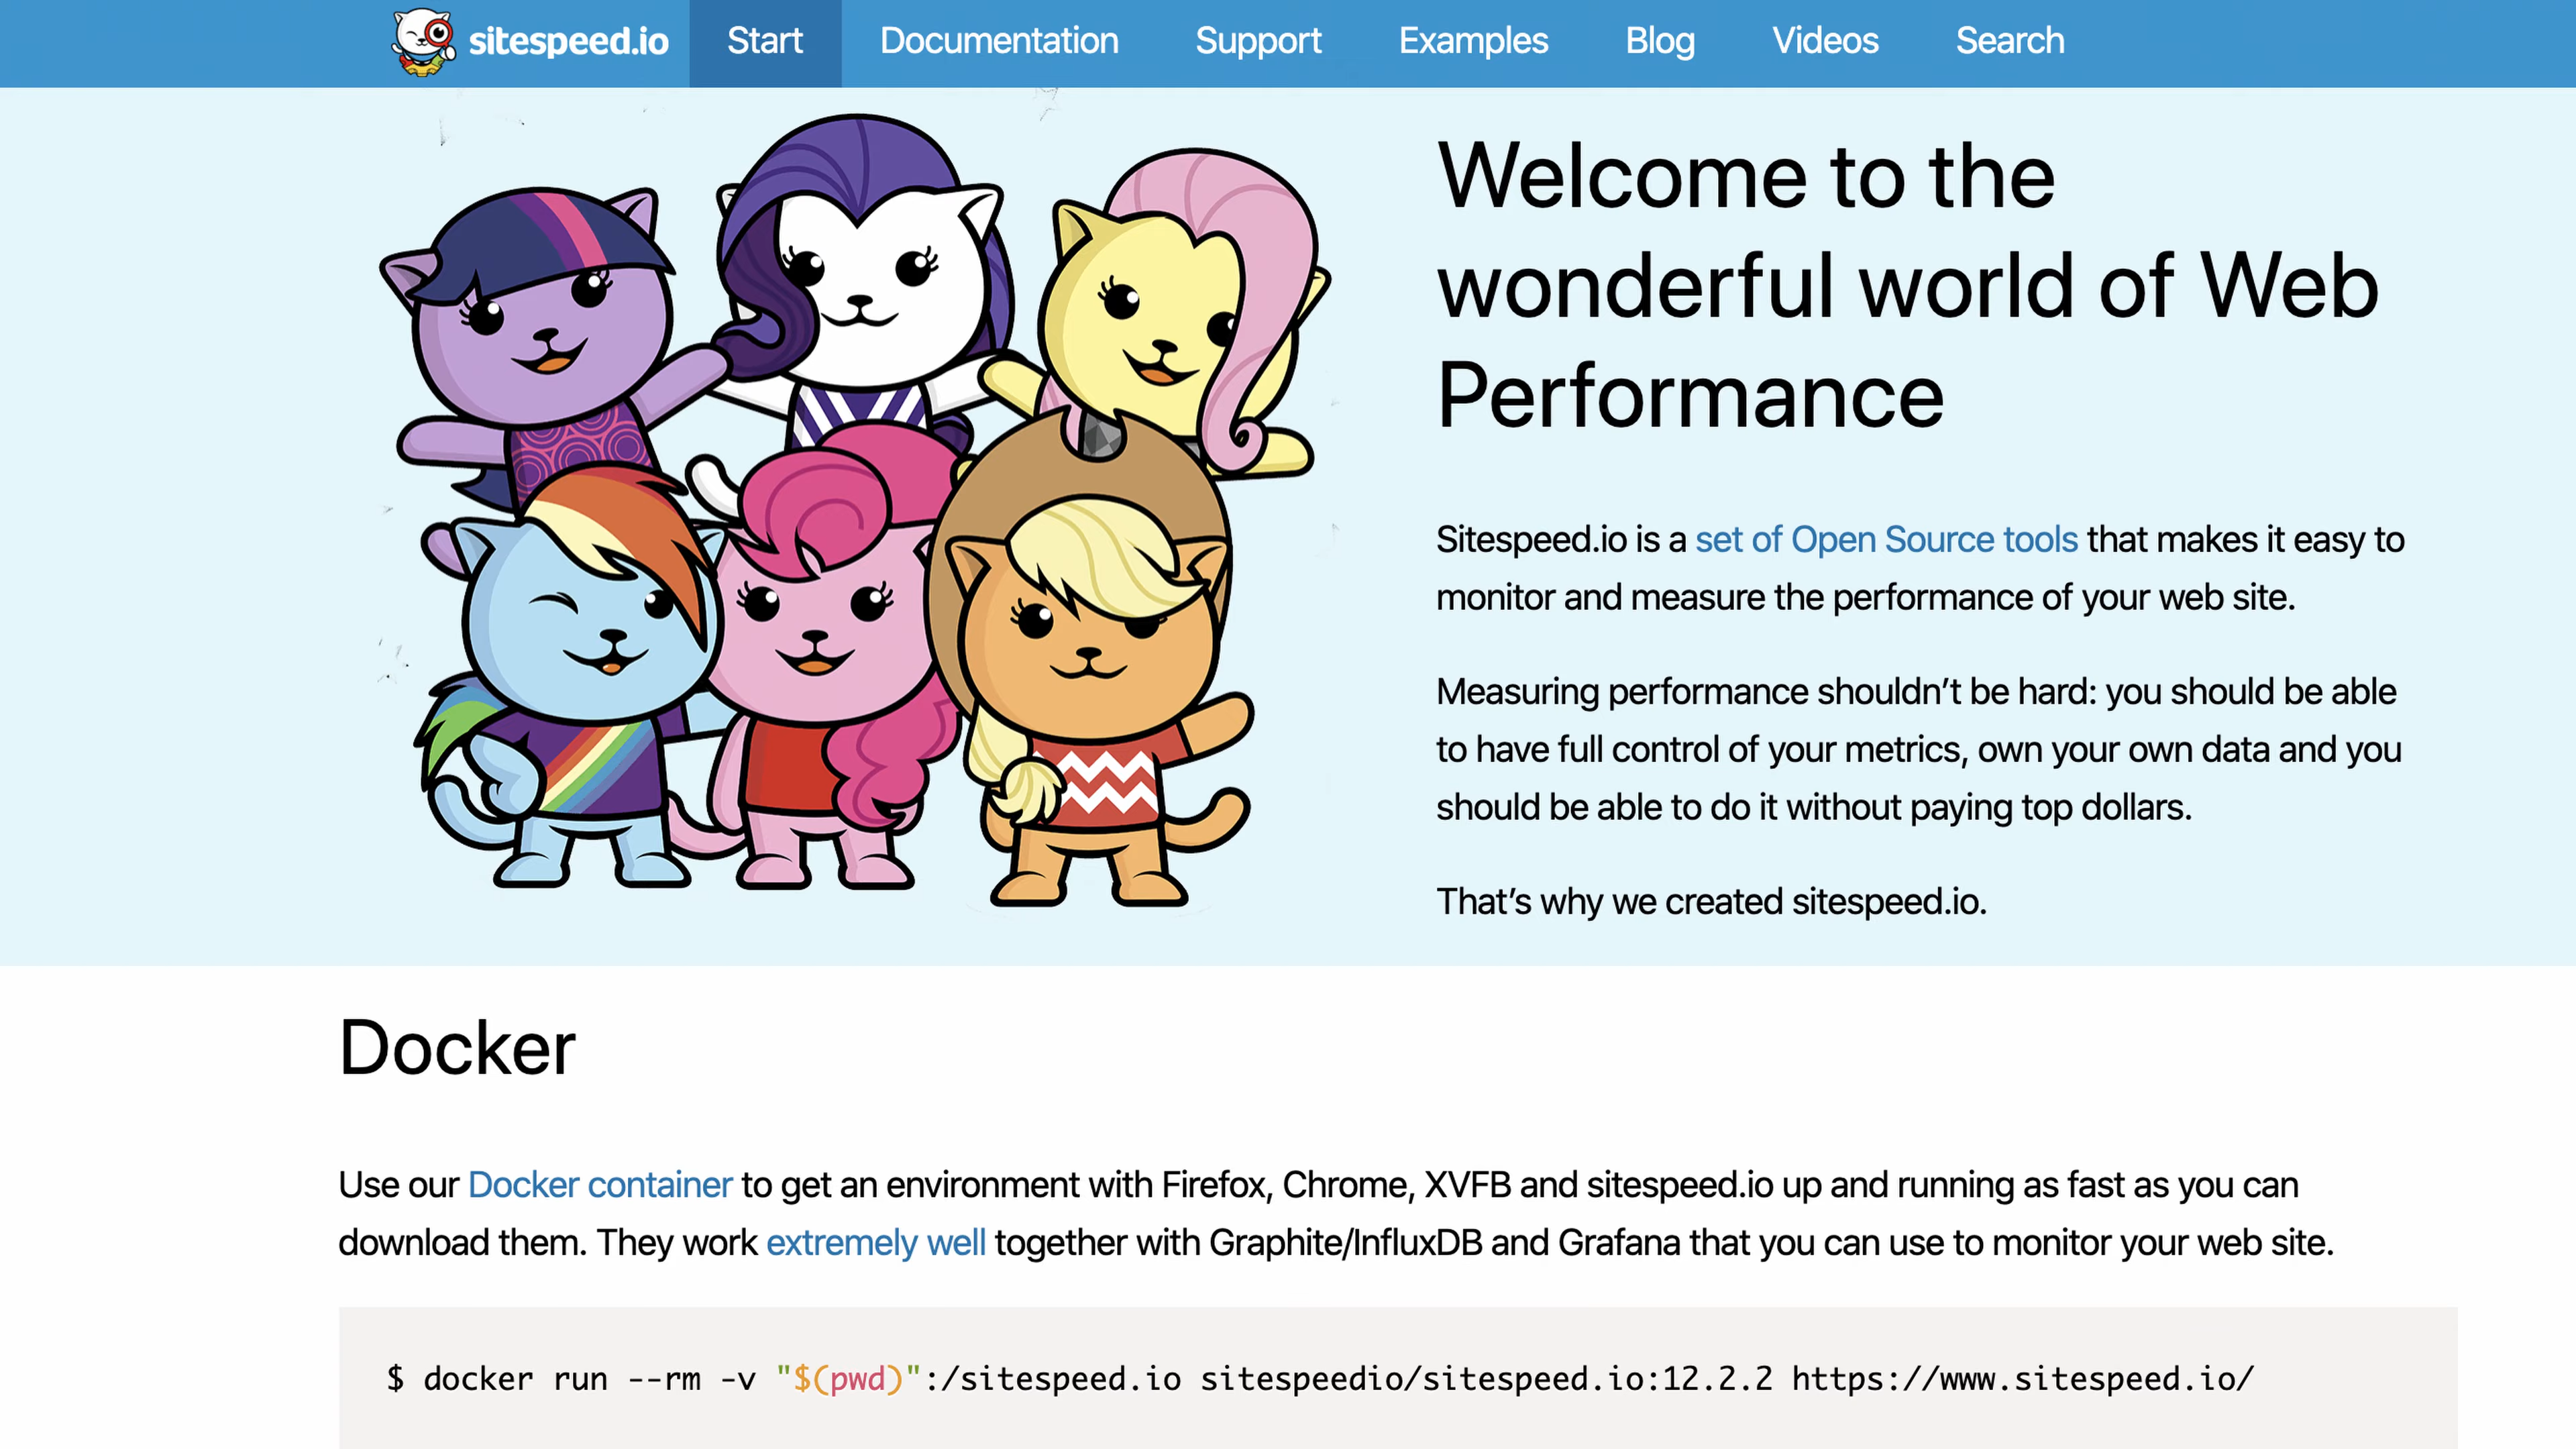 sitespeed.io Start Documentation Support Examples Blog Videos Search
Welcome to the
wonderful world of Web
Performance
Sitespeed.io is a set of Open Source tools that makes it easy to
monitor and measure the performance of your web site.
Measuring performance shouldn’t be hard: you should be able
to have full control of your metrics, own your own data and you
should be able to do it without paying top dollars.
That’s why we created sitespeed.io.
Docker
Use our Docker container to get an environment with Firefox, Chrome, XVFB and sitespeed.io up and running as fast as you can
download them. They work extremely well together with Graphite/InfluxDB and Grafana that you can use to monitor your web site.
$ docker run --rm -v "$(pwd)":/sitespeed.io sitespeedio/sitespeed.io:12.2.2 https://www.sitespeed.io/